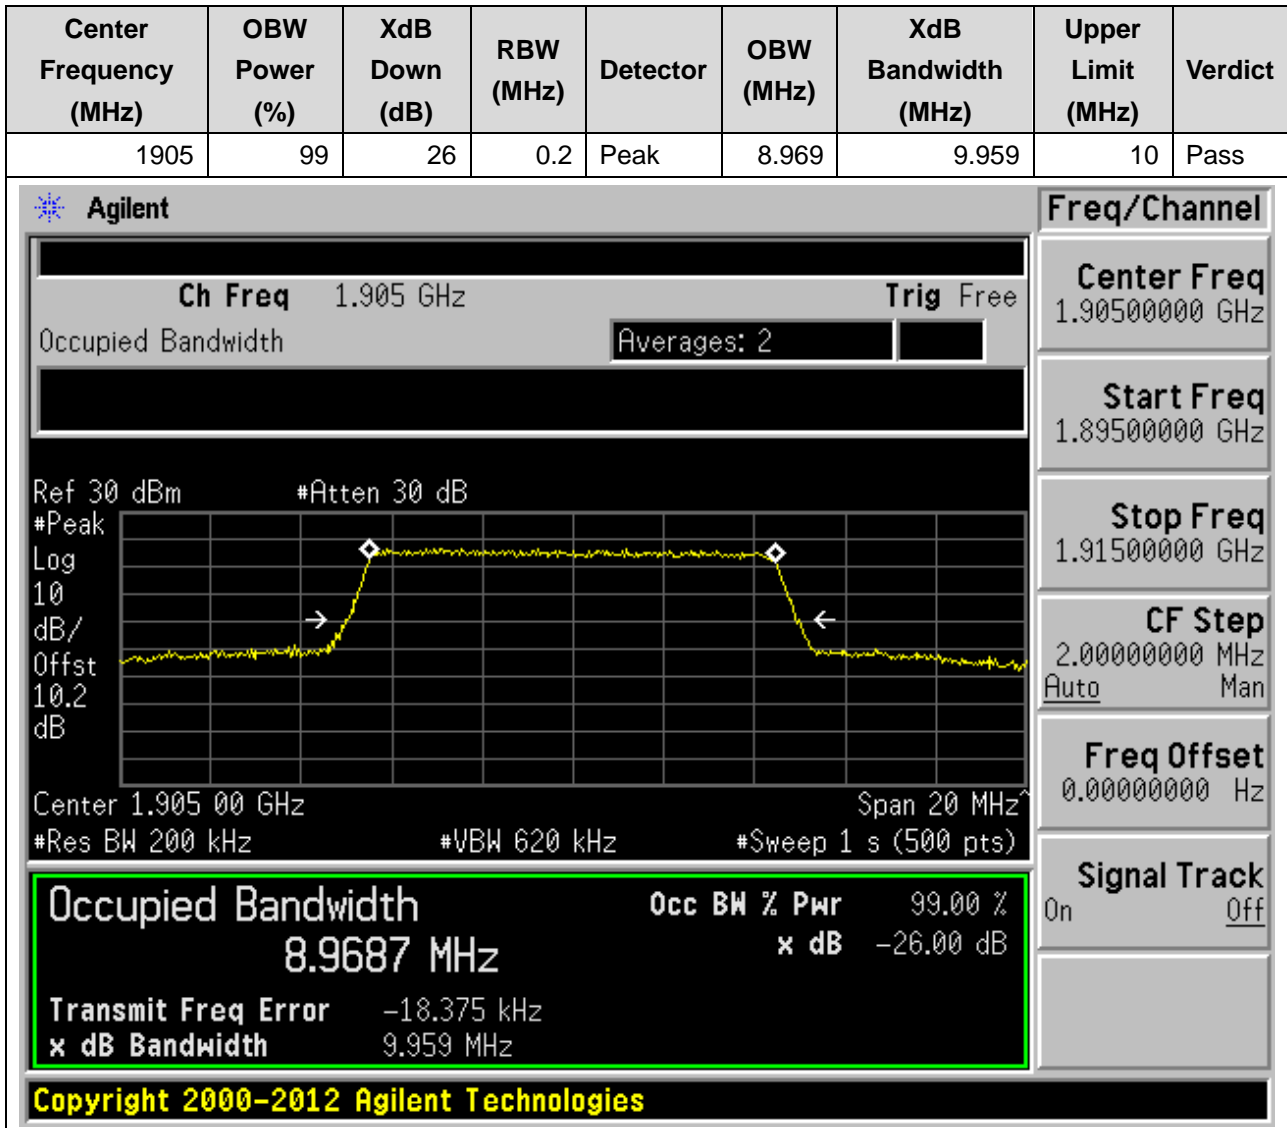 Center Frequency (MHz) OBW Power (%) XdB Down (dB) RBW (MHz) Detector OBW (MHz) XdB Bandwidth (MHz) Upper Limit (MHz) Verdict
1905 99 26 0.2 Peak 8.969 9.959 10 Pass
Agilent
Freq/Channel
Ch Freq 1.905 GHz Trig Free
Occupied Bandwidth Averages: 2
Center Freq
1.90500000 GHz
Start Freq
1.89500000 GHz
Stop Freq
1.91500000 GHz
CF Step
2.00000000 MHz
Auto Man
Freq Offset
0.00000000 Hz
Signal Track
On Off
Ref 30 dBm #Atten 30 dB
#Peak
Log
10
dB/
Offst
10.2
dB
Center 1.905 00 GHz Span 20 MHz^
#Res BW 200 kHz #VBW 620 kHz #Sweep 1 s (500 pts)
Occupied Bandwidth Occ BW % Pwr 99.00 %
8.9687 MHz x dB -26.00 dB
Transmit Freq Error -18.375 kHz
x dB Bandwidth 9.959 MHz
Copyright 2000-2012 Agilent Technologies